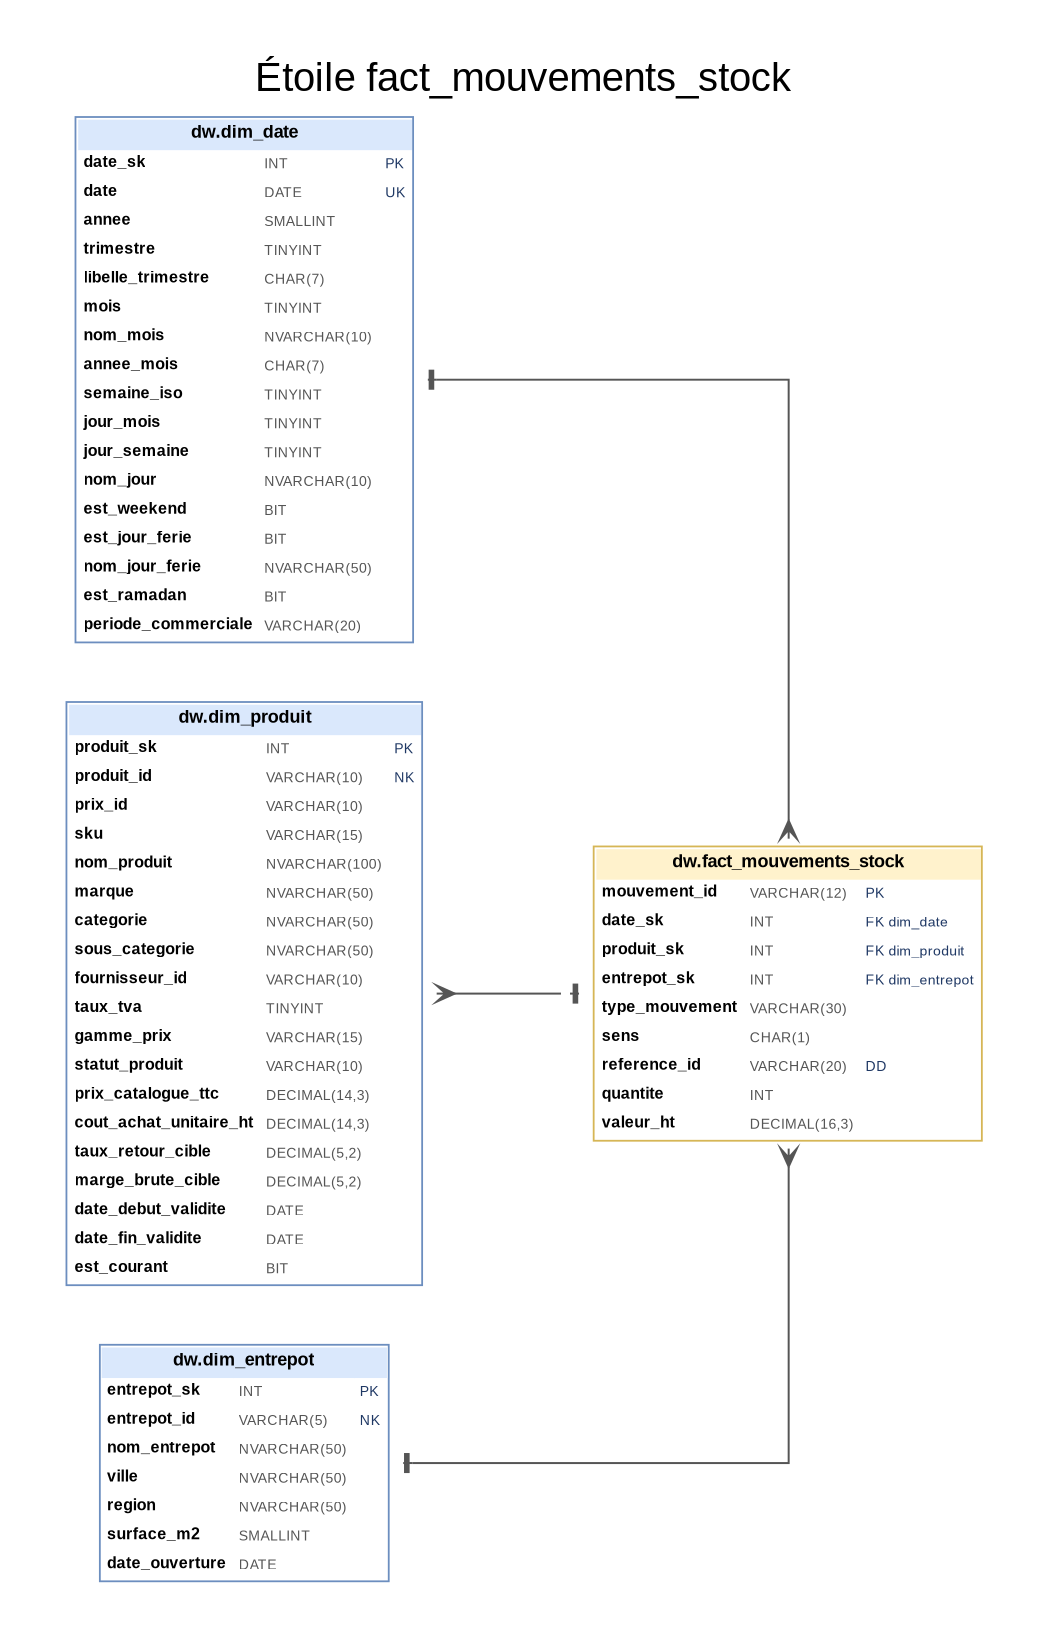 Étoile fact_mouvements_stock
dw.dim_date
date_sk INT PK
date DATE UK
annee SMALLINT
trimestre TINYINT
libelle_trimestre CHAR(7)
mois TINYINT
nom_mois NVARCHAR(10)
annee_mois CHAR(7)
semaine_iso TINYINT
jour_mois TINYINT
jour_semaine TINYINT
nom_jour NVARCHAR(10)
est_weekend BIT
est_jour_ferie BIT
nom_jour_ferie NVARCHAR(50)
est_ramadan BIT
periode_commerciale VARCHAR(20)
dw.dim_produit
produit_sk INT PK
produit_id VARCHAR(10) NK
prix_id VARCHAR(10)
sku VARCHAR(15)
nom_produit NVARCHAR(100)
marque NVARCHAR(50)
categorie NVARCHAR(50)
sous_categorie NVARCHAR(50)
fournisseur_id VARCHAR(10)
taux_tva TINYINT
gamme_prix VARCHAR(15)
statut_produit VARCHAR(10)
prix_catalogue_ttc DECIMAL(14,3)
cout_achat_unitaire_ht DECIMAL(14,3)
taux_retour_cible DECIMAL(5,2)
marge_brute_cible DECIMAL(5,2)
date_debut_validite DATE
date_fin_validite DATE
est_courant BIT
dw.fact_mouvements_stock
mouvement_id VARCHAR(12) PK
date_sk INT FK dim_date
produit_sk INT FK dim_produit
entrepot_sk INT FK dim_entrepot
type_mouvement VARCHAR(30)
sens CHAR(1)
reference_id VARCHAR(20) DD
quantite INT
valeur_ht DECIMAL(16,3)
dw.dim_entrepot
entrepot_sk INT PK
entrepot_id VARCHAR(5) NK
nom_entrepot NVARCHAR(50)
ville NVARCHAR(50)
region NVARCHAR(50)
surface_m2 SMALLINT
date_ouverture DATE